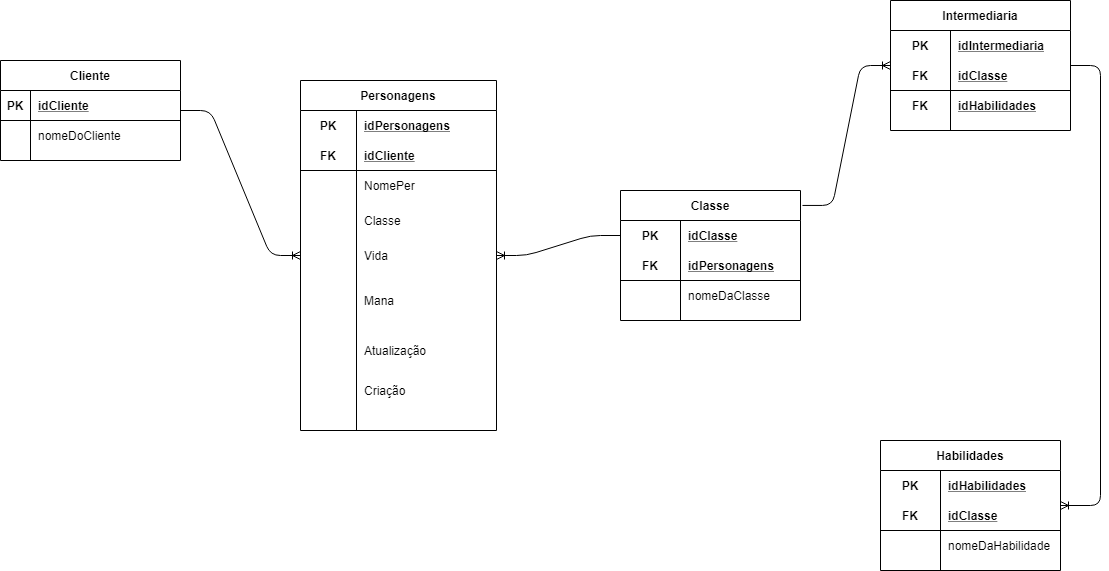 Cliente
PK idCliente
nomeDoCliente
Personagens
PK idPersonagens
FK idCliente
NomePer
Classe
Vida
Mana
Atualização
Criação
Classe
PK idClasse
FK idPersonagens
nomeDaClasse
Intermediaria
PK idIntermediaria
FK idClasse
FK idHabilidades
Habilidades
PK idHabilidades
FK idClasse
nomeDaHabilidade